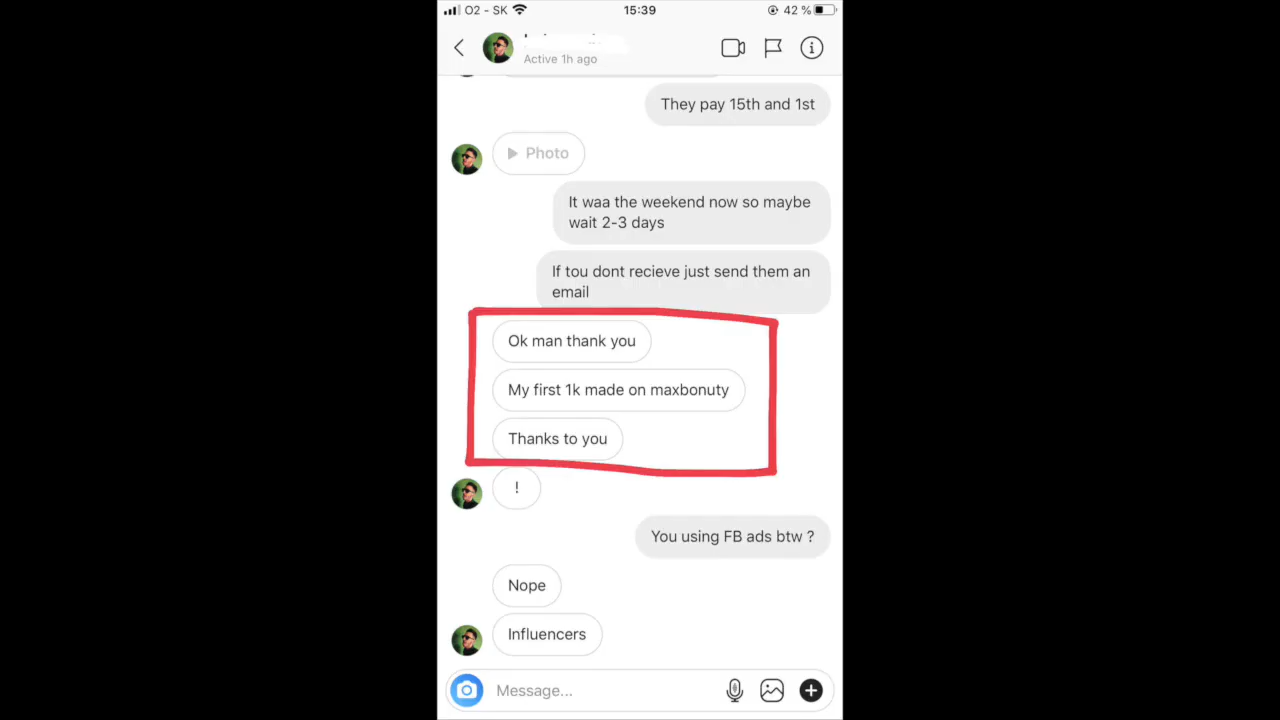 O2 - SK
15:39
42 %
Active 1h ago
They pay 15th and 1st
Photo
It waa the weekend now so maybe
wait 2-3 days
If tou dont recieve just send them an
email
Ok man thank you
My first 1k made on maxbonuty
Thanks to you
!
You using FB ads btw ?
Nope
Influencers
Message...